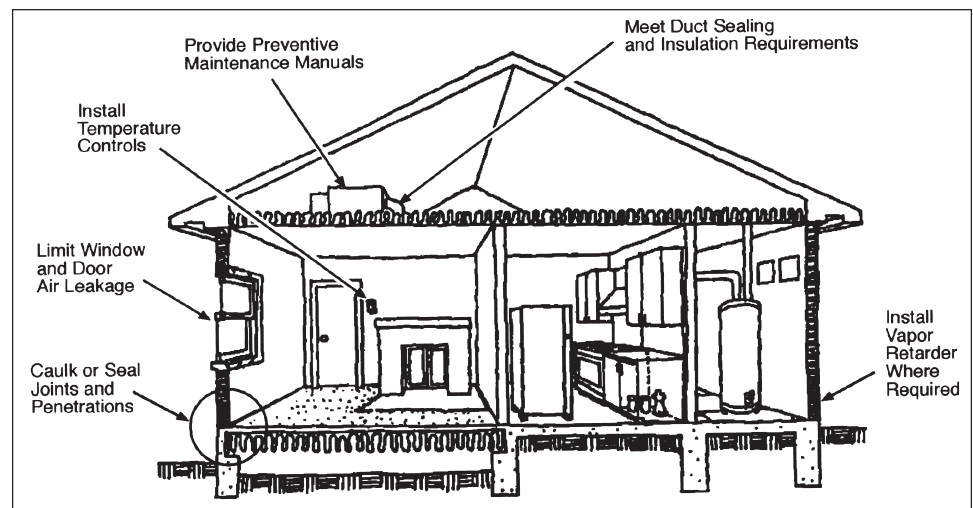 Provide Preventive
Maintenance Manuals
Meet Duct Sealing
and Insulation Requirements
Install
Temperature
Controls
Limit Window
and Door
Air Leakage
Caulk or Seal
Joints and
Penetrations
Install
Vapor
Retarder
Where
Required